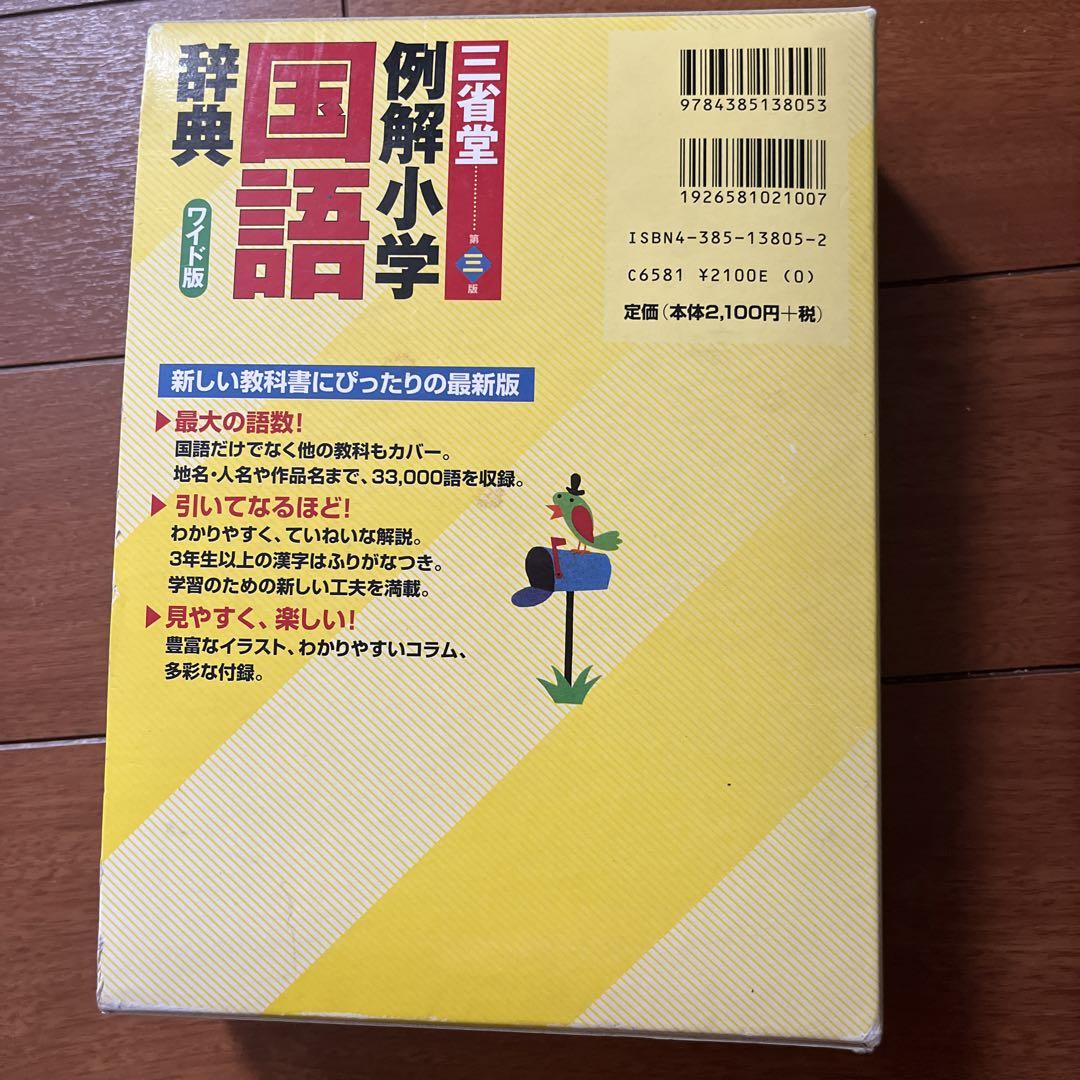 三省堂
第三版
例解小学
国語
辞典
ワイド版
9784385138053
1926581021007
ISBN4-385-13805-2
C6581 ¥2100E (0)
定価(本体2,100円+税)
新しい教科書にぴったりの最新版
▶最大の語数!
国語だけでなく他の教科もカバー。
地名・人名や作品名まで、33,000語を収録。
▶引いてなるほど!
わかりやすく、ていねいな解説。
3年生以上の漢字はふりがなつき。
学習のための新しい工夫を満載。
▶見やすく、楽しい!
豊富なイラスト、わかりやすいコラム、
多彩な付録。